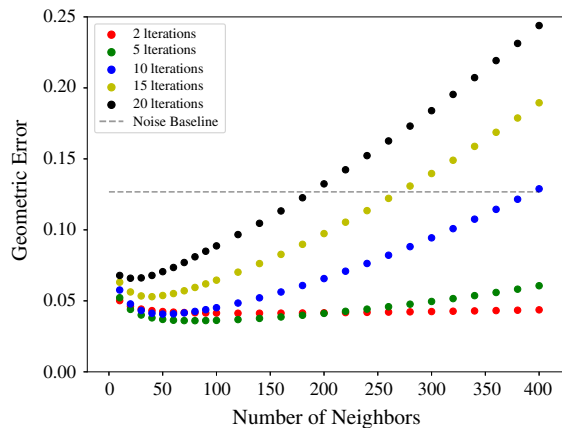 0.25
0.20
0.15
0.10
0.05
0.00
Geometric Error
2 Iterations
5 Iterations
10 Iterations
15 Iterations
20 Iterations
Noise Baseline
0 50 100 150 200 250 300 350 400
Number of Neighbors